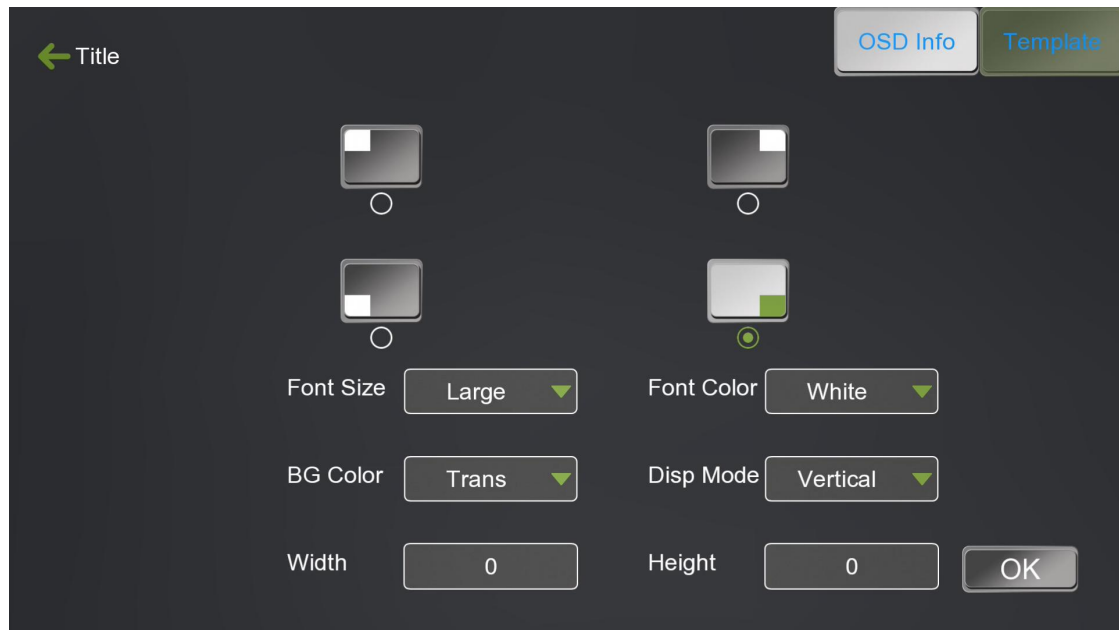 Title
OSD Info
Template
Font Size
Large
Font Color
White
BG Color
Trans
Disp Mode
Vertical
Width
0
Height
0
OK